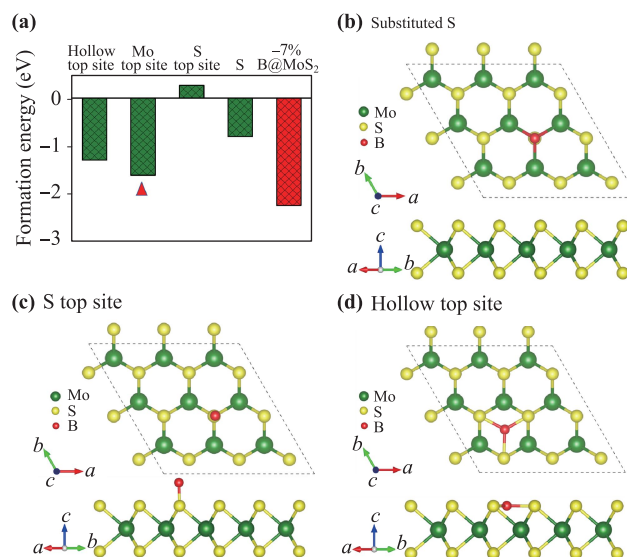 (a)
Hollow top site
Mo top site
S top site
S
−7% B@MoS2
Formation energy (eV)
0
−1
−2
−3
(b) Substituted S
Mo
S
B
b
c
a
c
a
b
(c) S top site
Mo
S
B
b
c
a
c
a
b
(d) Hollow top site
Mo
S
B
b
c
a
c
a
b